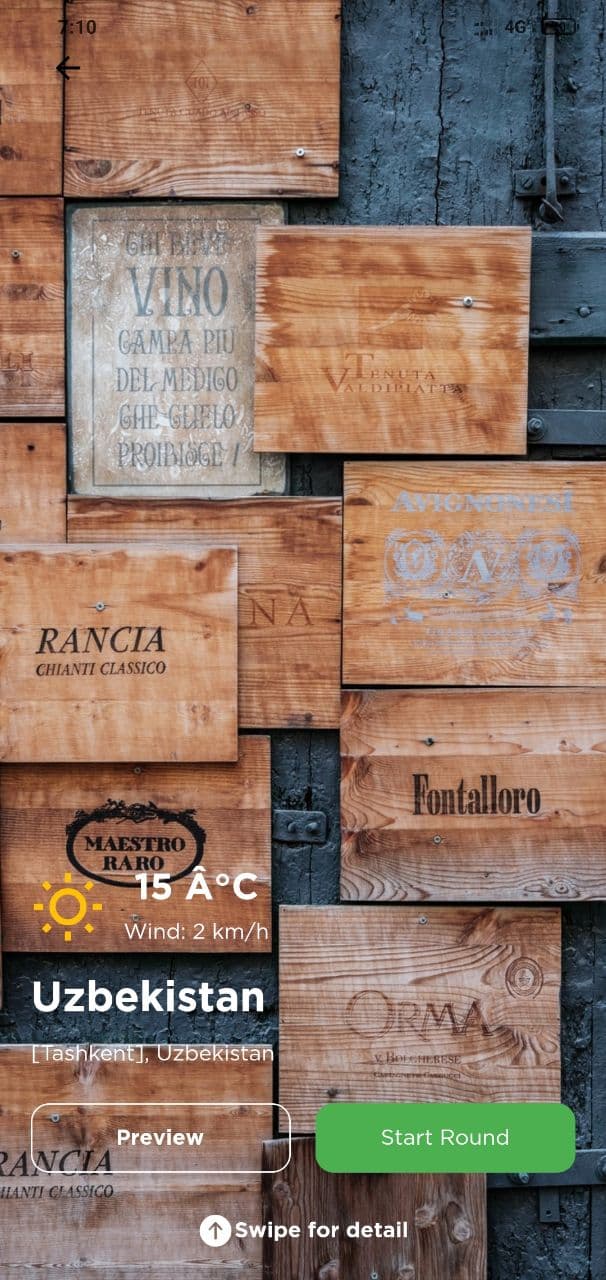 7:10
4G
CHI BEVE
VINO
CAMPA PIU
DEL MEDICO
CHE GLIELO
PROIBISCE !
TENUTA
VALDIPIATTA
AVIGNONESI
NA
RANCIA
CHIANTI CLASSICO
Fontalloro
MAESTRO
RARO
15 Â°C
Wind: 2 km/h
Uzbekistan
[Tashkent], Uzbekistan
ORMA
V. BOLGHERESE
Preview
Start Round
RANCIA
CHIANTI CLASSICO
Swipe for detail